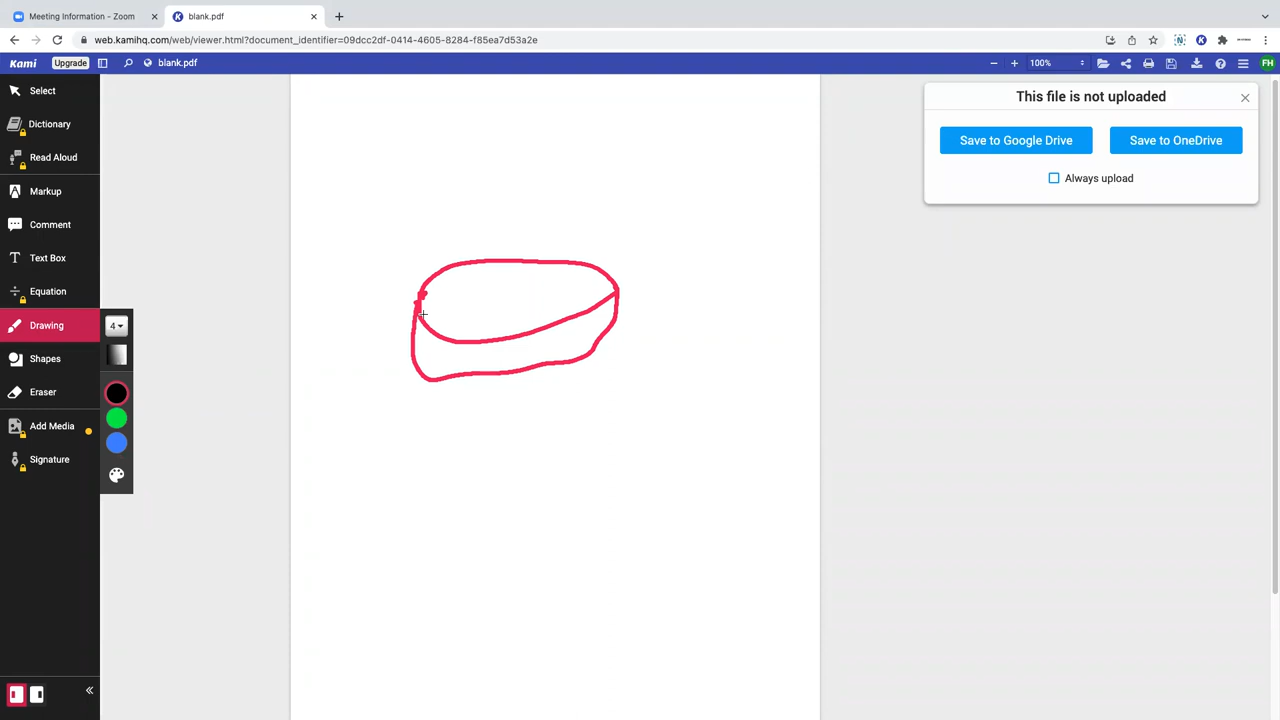 Meeting Information - Zoom
blank.pdf
web.kamihq.com/web/viewer.html?document_identifier=09dcc2df-0414-4605-8284-f85ea7d53a2e
Kami
Upgrade
blank.pdf
100%
FH
Select
Dictionary
Read Aloud
Markup
Comment
Text Box
Equation
Drawing
4
Shapes
Eraser
Add Media
Signature
This file is not uploaded
Save to Google Drive
Save to OneDrive
Always upload